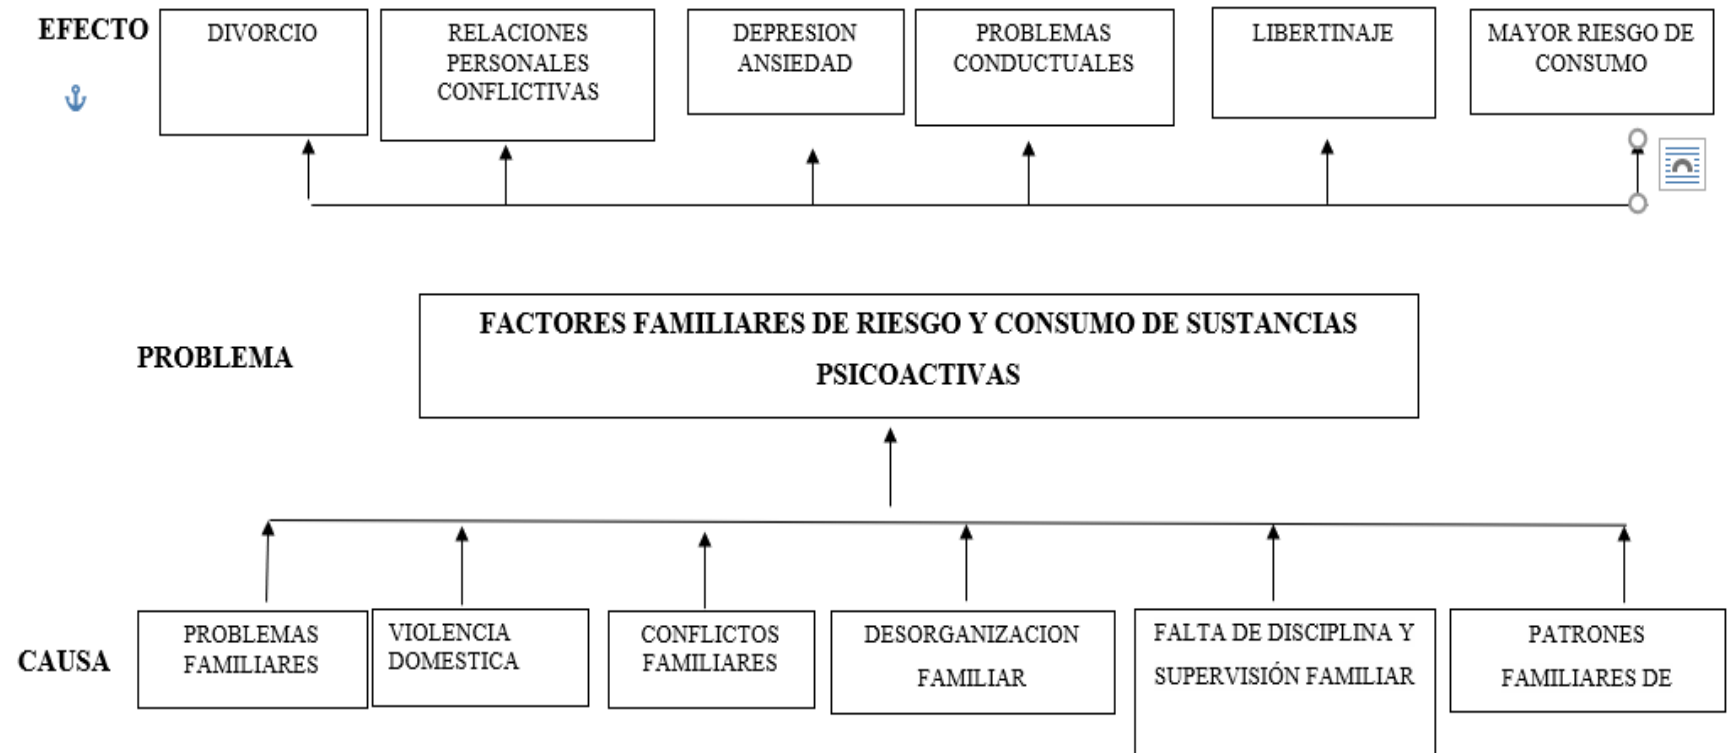 EFECTO
DIVORCIO
RELACIONES
PERSONALES
CONFLICTIVAS
DEPRESION
ANSIEDAD
PROBLEMAS
CONDUCTUALES
LIBERTINAJE
MAYOR RIESGO DE
CONSUMO
PROBLEMA
FACTORES FAMILIARES DE RIESGO Y CONSUMO DE SUSTANCIAS
PSICOACTIVAS
CAUSA
PROBLEMAS
FAMILIARES
VIOLENCIA
DOMESTICA
CONFLICTOS
FAMILIARES
DESORGANIZACION
FAMILIAR
FALTA DE DISCIPLINA Y
SUPERVISIÓN FAMILIAR
PATRONES
FAMILIARES DE